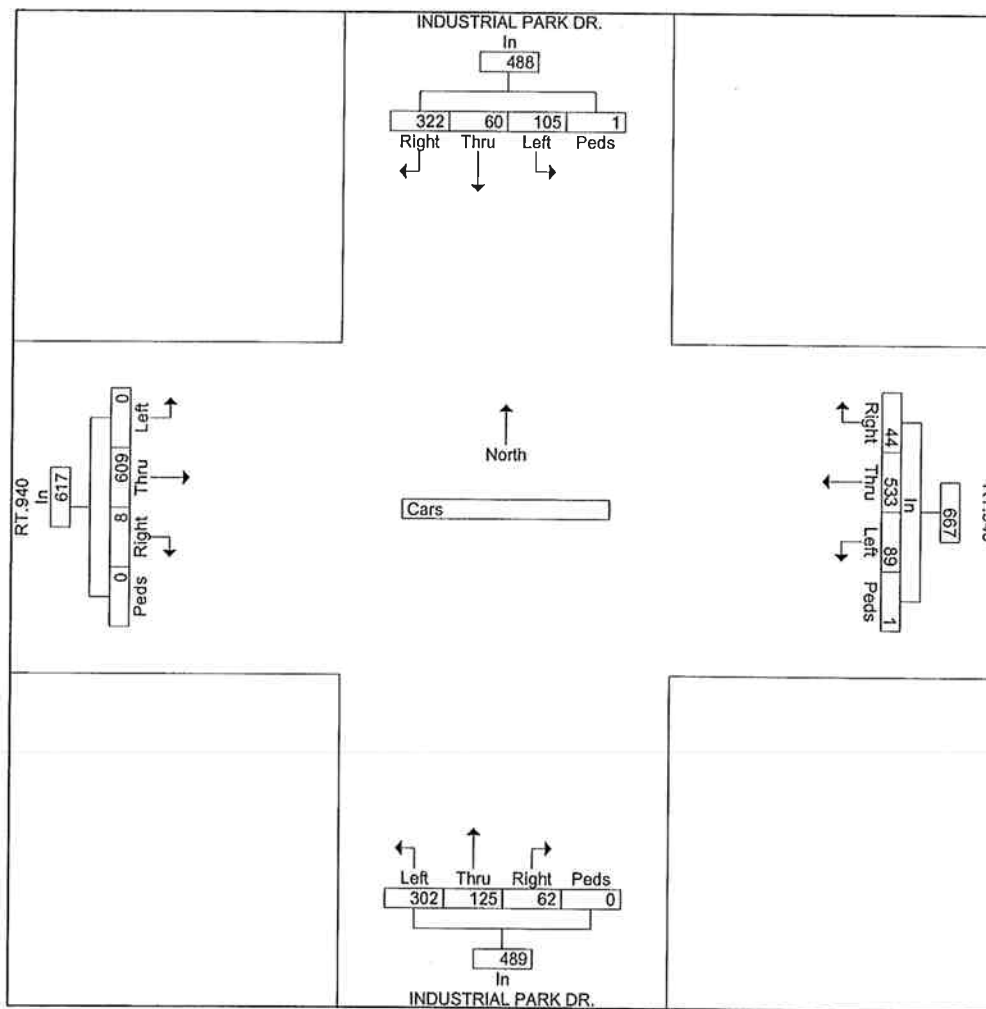 INDUSTRIAL PARK DR.
In
488
322 60 105 1
Right Thru Left Peds
RT.940
In
617
0 609 8 0
Left Thru Right Peds
North
Cars
44 533 89 1
Right Thru Left Peds
In
667
Left Thru Right Peds
302 125 62 0
489
In
INDUSTRIAL PARK DR.